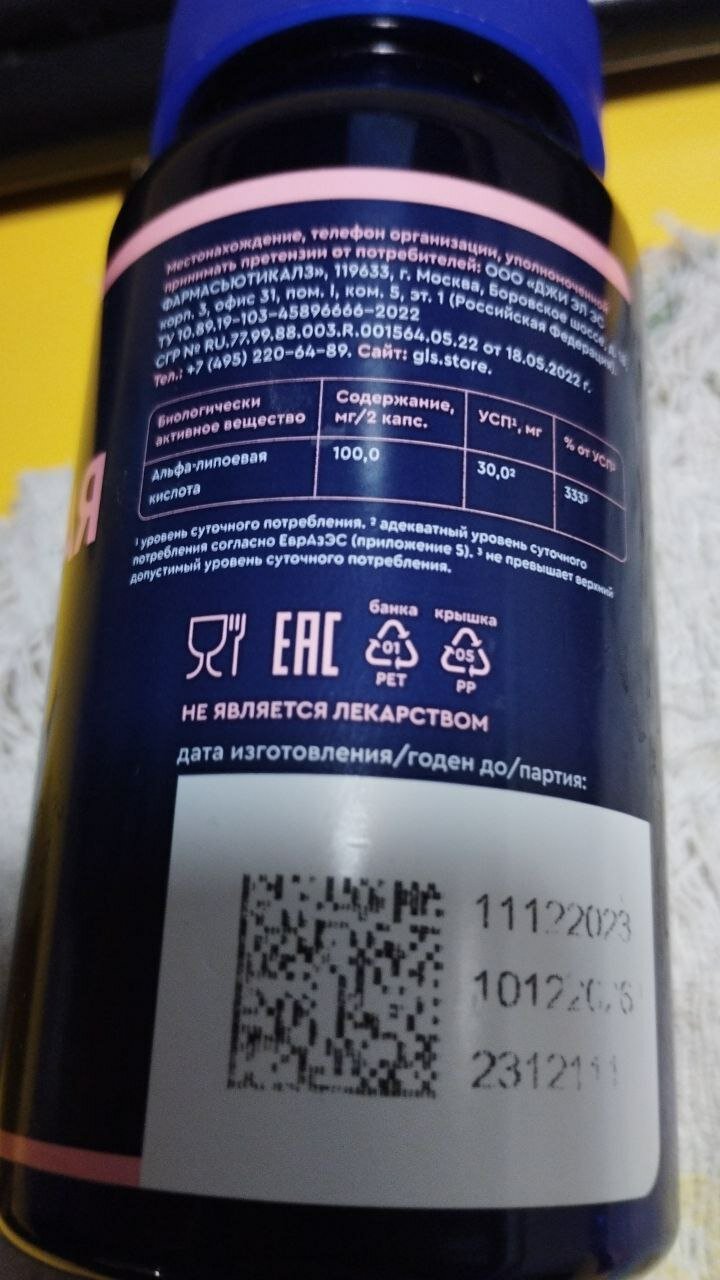 Местонахождение, телефон организации, уполномоченной
принимать претензии от потребителей: ООО «ДЖИ ЭЛ ЭС
ФАРМАСЬЮТИКАЛЗ», 119633, г. Москва, Боровское шоссе, д.
корп. 3, офис 31, пом. I, ком. 5, эт. 1 (Российская Федерация).
ТУ 10.89.19-103-45896666-2022
СГР № RU.77.99.88.003.R.001564.05.22 от 18.05.2022 г.
Тел.: +7 (495) 220-64-89. Сайт: gls.store.
Биологически активное вещество Содержание, мг/2 капс. УСП¹, мг % от УСП¹
Альфа-липоевая кислота 100,0 30,0² 333³
¹ уровень суточного потребления. ² адекватный уровень суточного
потребления согласно ЕврАзЭС (приложение 5). ³ не превышает верхний
допустимый уровень суточного потребления.
Я
EAC
банка крышка
01 05
PET PP
НЕ ЯВЛЯЕТСЯ ЛЕКАРСТВОМ
дата изготовления/годен до/партия:
11122023
10122026
2312111